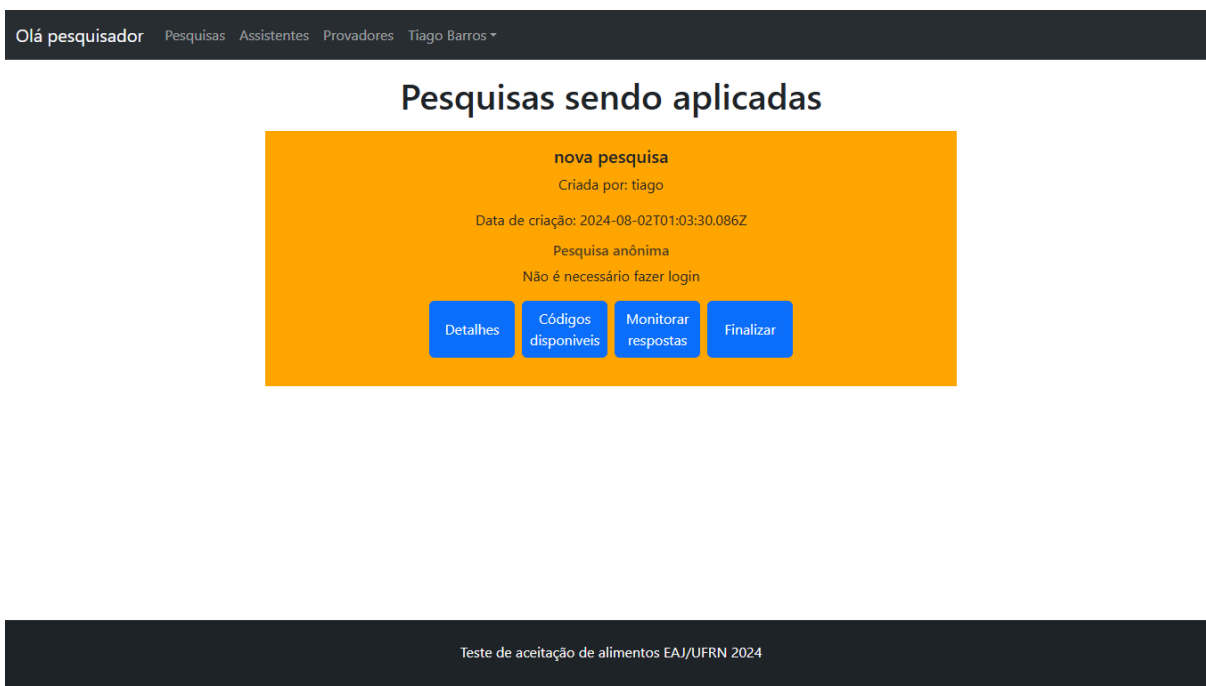 Olá pesquisador Pesquisas Assistentes Provadores Tiago Barros
Pesquisas sendo aplicadas
nova pesquisa
Criada por: tiago
Data de criação: 2024-08-02T01:03:30.086Z
Pesquisa anônima
Não é necessário fazer login
Detalhes
Códigos
disponiveis
Monitorar
respostas
Finalizar
Teste de aceitação de alimentos EAJ/UFRN 2024